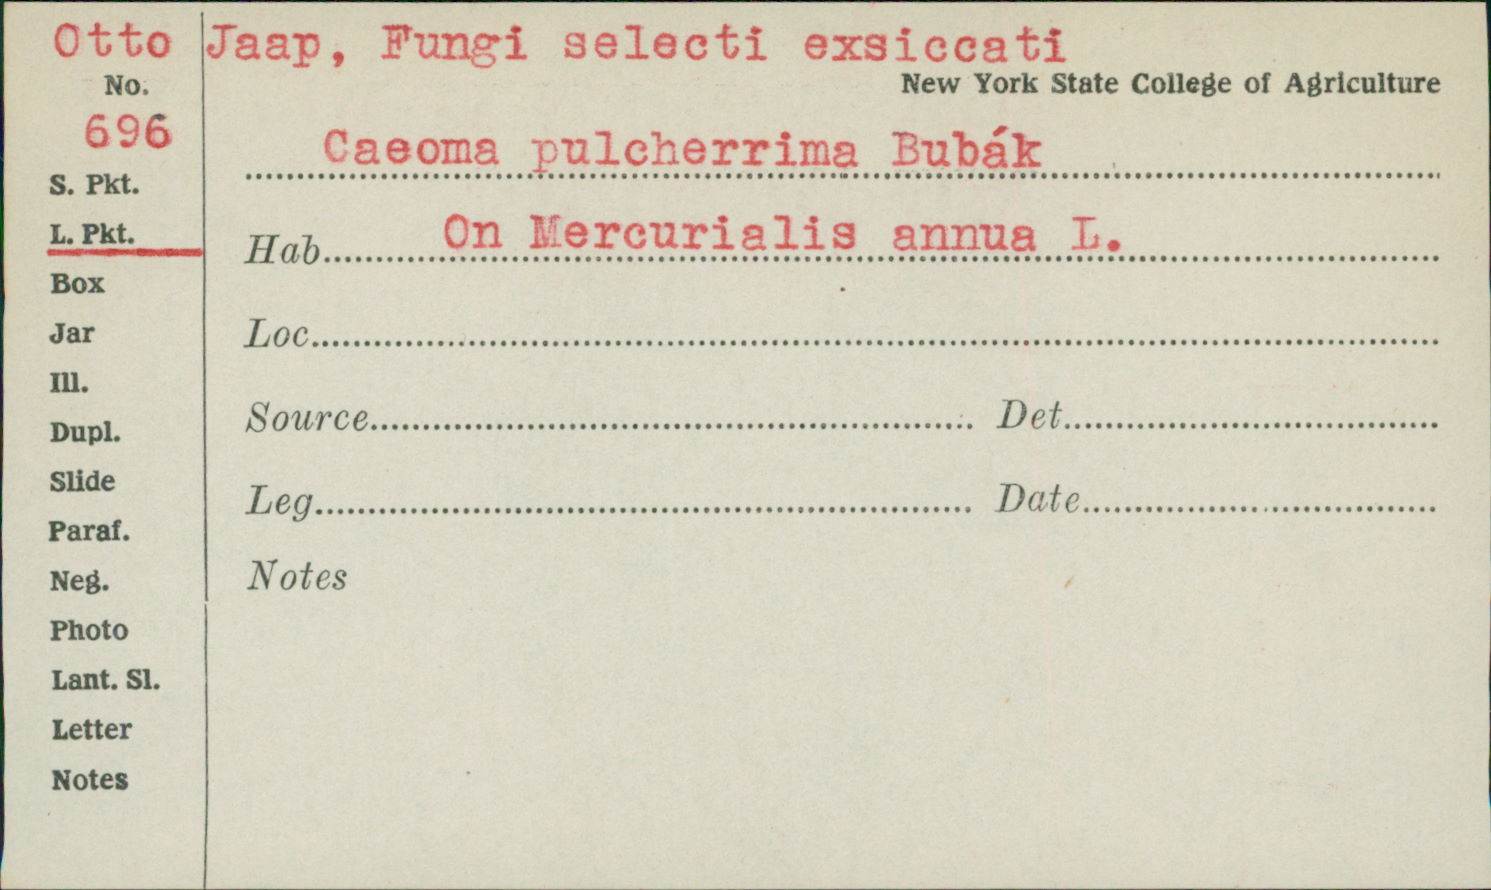 Otto Jaap, Fungi selecti exsiccati
No.
New York State College of Agriculture
696
Caeoma pulcherrima Bubák
S. Pkt.
L. Pkt.
Hab. On Mercurialis annua L.
Box
Jar
Loc.
Ill.
Source
Det.
Dupl.
Slide
Leg.
Date
Paraf.
Neg.
Notes
Photo
Lant. Sl.
Letter
Notes